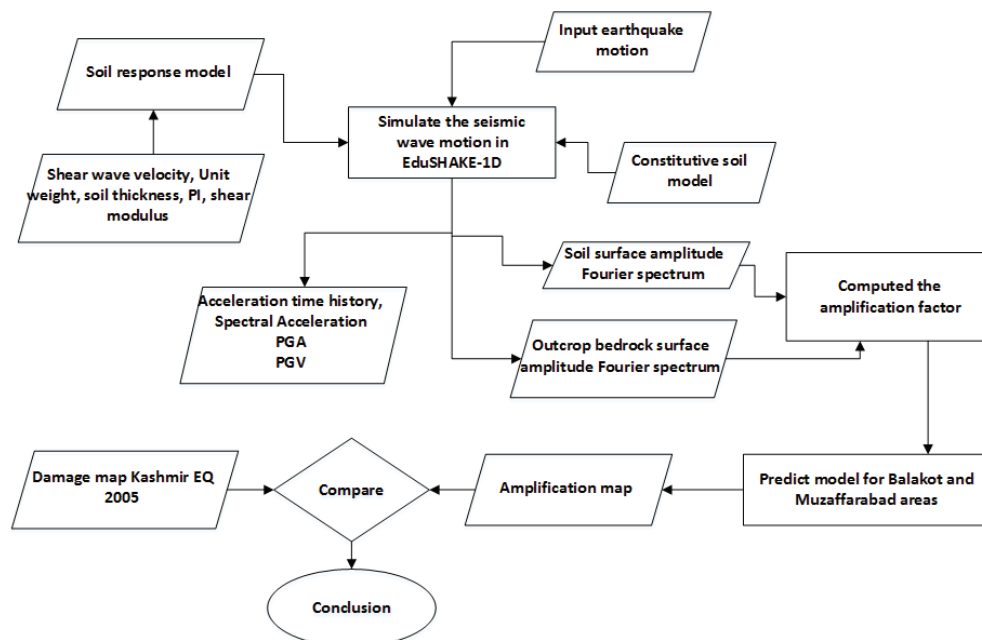 Input earthquake
motion
Soil response model
Simulate the seismic
wave motion in
EduSHAKE-1D
Constitutive soil
model
Shear wave velocity, Unit
weight, soil thickness, PI, shear
modulus
Soil surface amplitude
Fourier spectrum
Computed the
amplification factor
Acceleration time history,
Spectral Acceleration
PGA
PGV
Outcrop bedrock surface
amplitude Fourier spectrum
Damage map Kashmir EQ
2005
Compare
Amplification map
Predict model for Balakot and
Muzaffarabad areas
Conclusion